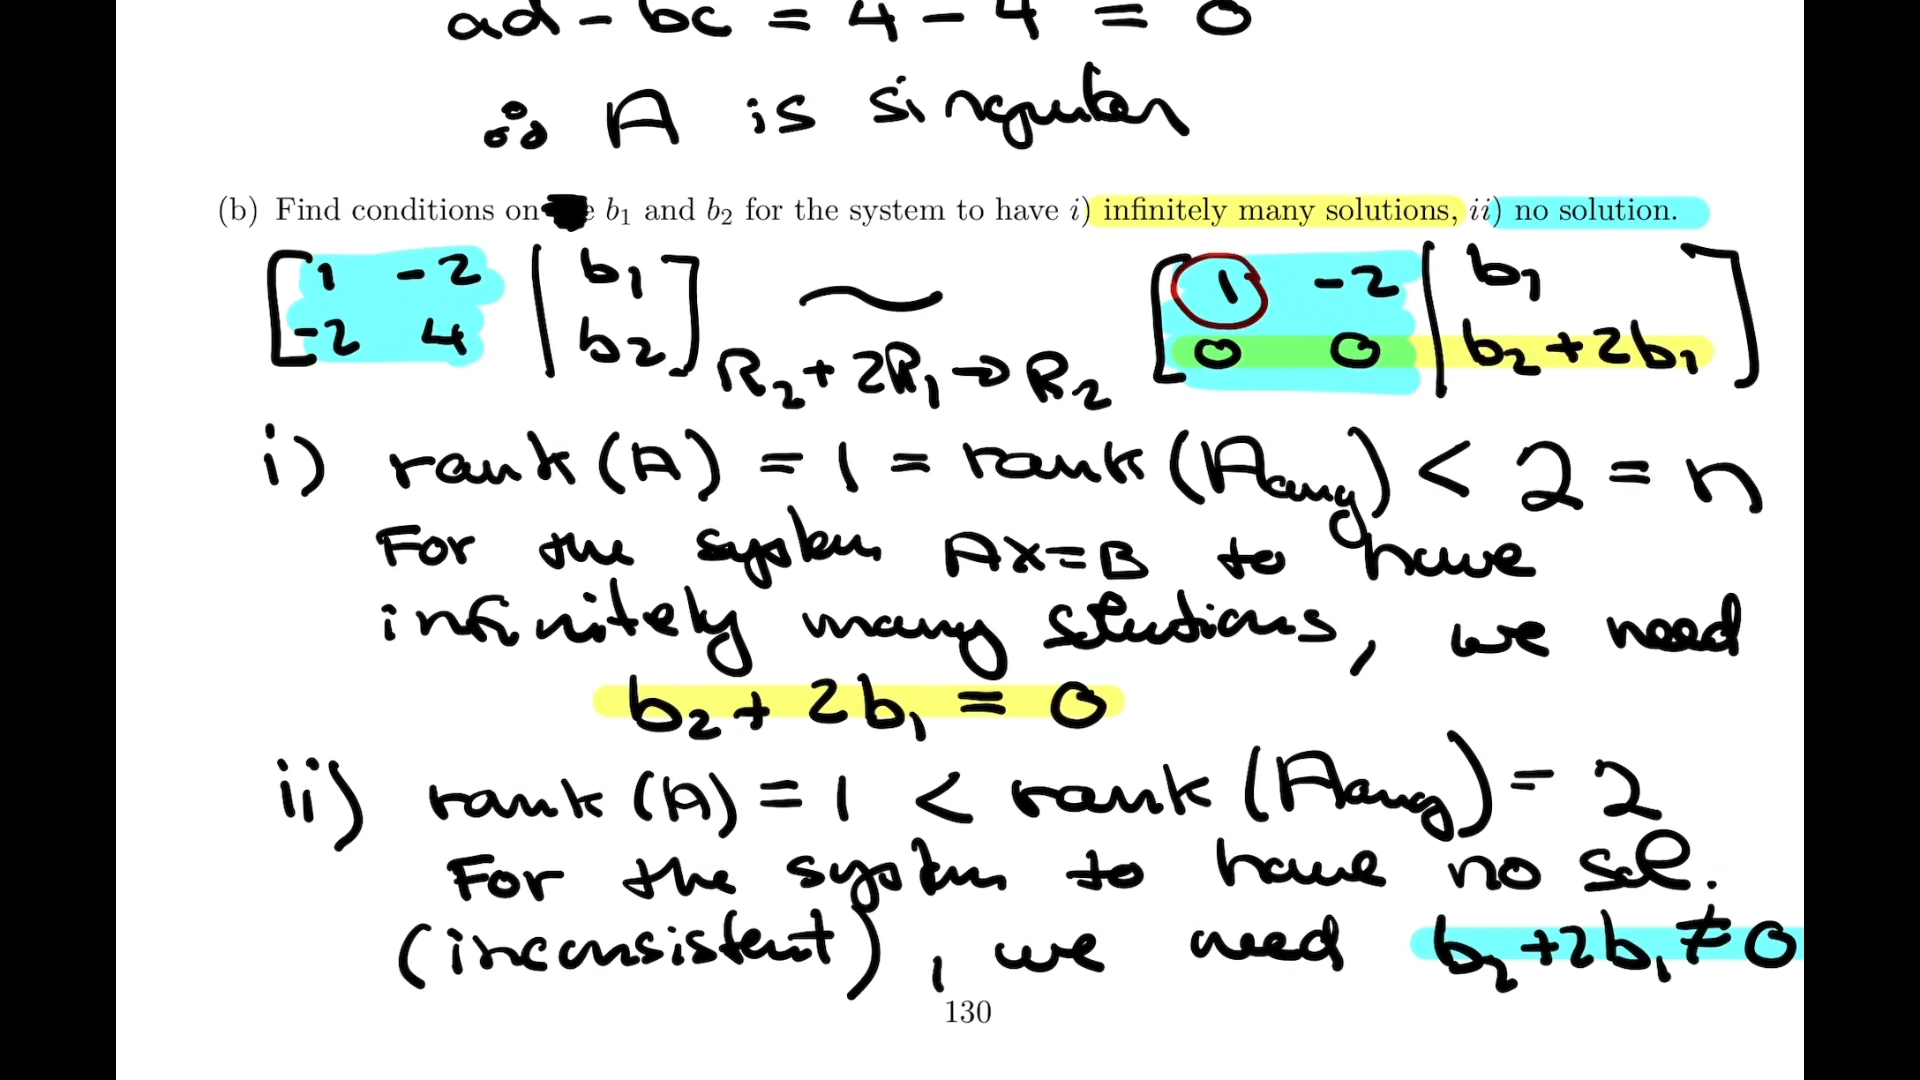 ad - bc = 4 - 4 = 0
∴ A is singular
(b) Find conditions on b₁ and b₂ for the system to have i) infinitely many solutions, ii) no solution.
[1 -2 | b₁] ~ [1 -2 | b₁]
[-2 4 | b₂] R₂ + 2R₁ → R₂ [0 0 | b₂ + 2b₁]
i) rank (A) = 1 = rank (Aaug) < 2 = n
For the system AX=B to have
infinitely many solutions, we need
b₂ + 2b₁ = 0
ii) rank (A) = 1 < rank (Aaug) = 2
For the system to have no sol.
(inconsistent), we need b₂ + 2b₁ ≠ 0
130